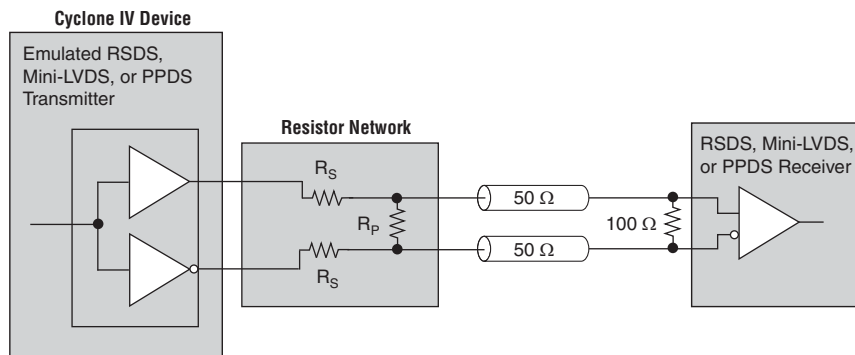 Cyclone IV Device
Emulated RSDS,
Mini-LVDS, or PPDS
Transmitter
Resistor Network
RS
RP
RS
50 Ω
50 Ω
100 Ω
RSDS, Mini-LVDS,
or PPDS Receiver